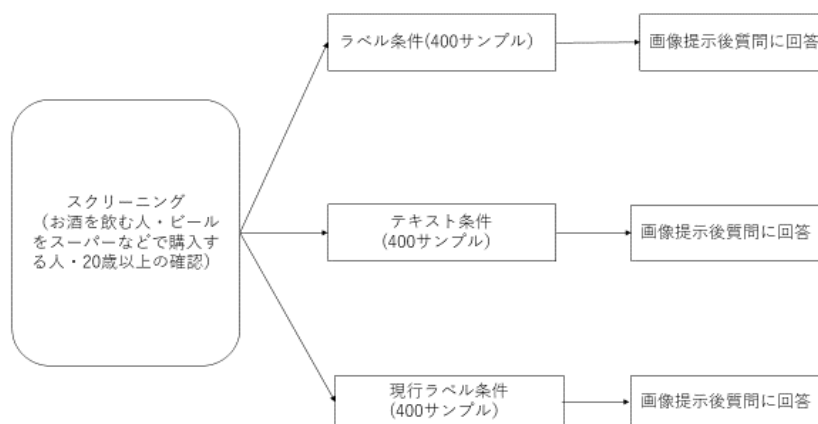 ラベル条件(400サンプル)
画像提示後質問に回答
スクリーニング
(お酒を飲む人・ビール
をスーパーなどで購入す
る人・20歳以上の確認)
テキスト条件
(400サンプル)
画像提示後質問に回答
現行ラベル条件
(400サンプル)
画像提示後質問に回答